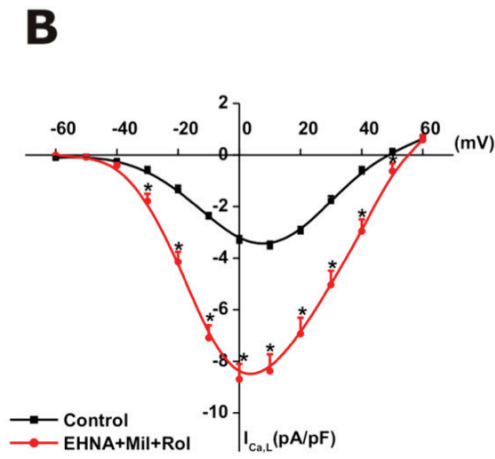 B
2
-60 -40 -20 0 20 40 60
(mV)
0
-2
-4
-6
-8
-10
* * * * * * * * * *
Control
EHNA+Mil+Rol
I Ca,L (pA/pF)